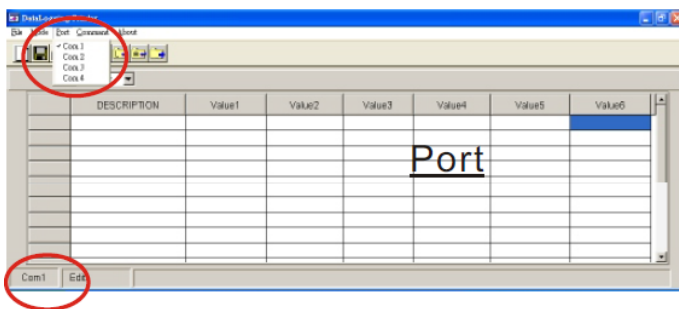 File Mode Port Command About
✓ Com 1
Com 2
Com 3
Com 4
DESCRIPTION Value1 Value2 Value3 Value4 Value5 Value6
Port
Com1 Edit